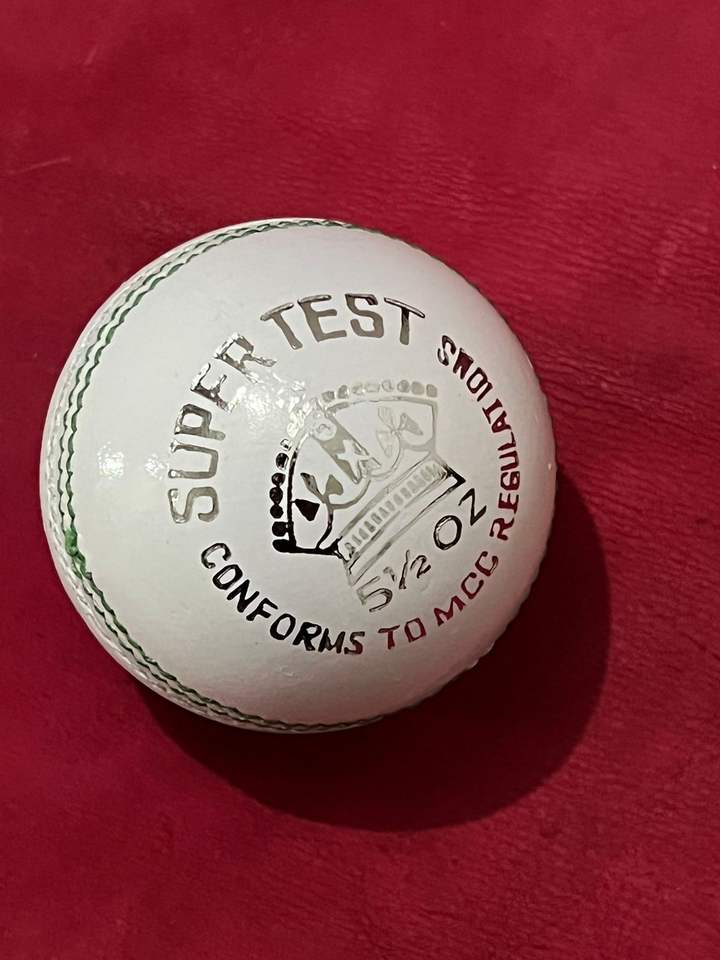 SUPER TEST
5½ OZ
CONFORMS TO MCC REGULATIONS